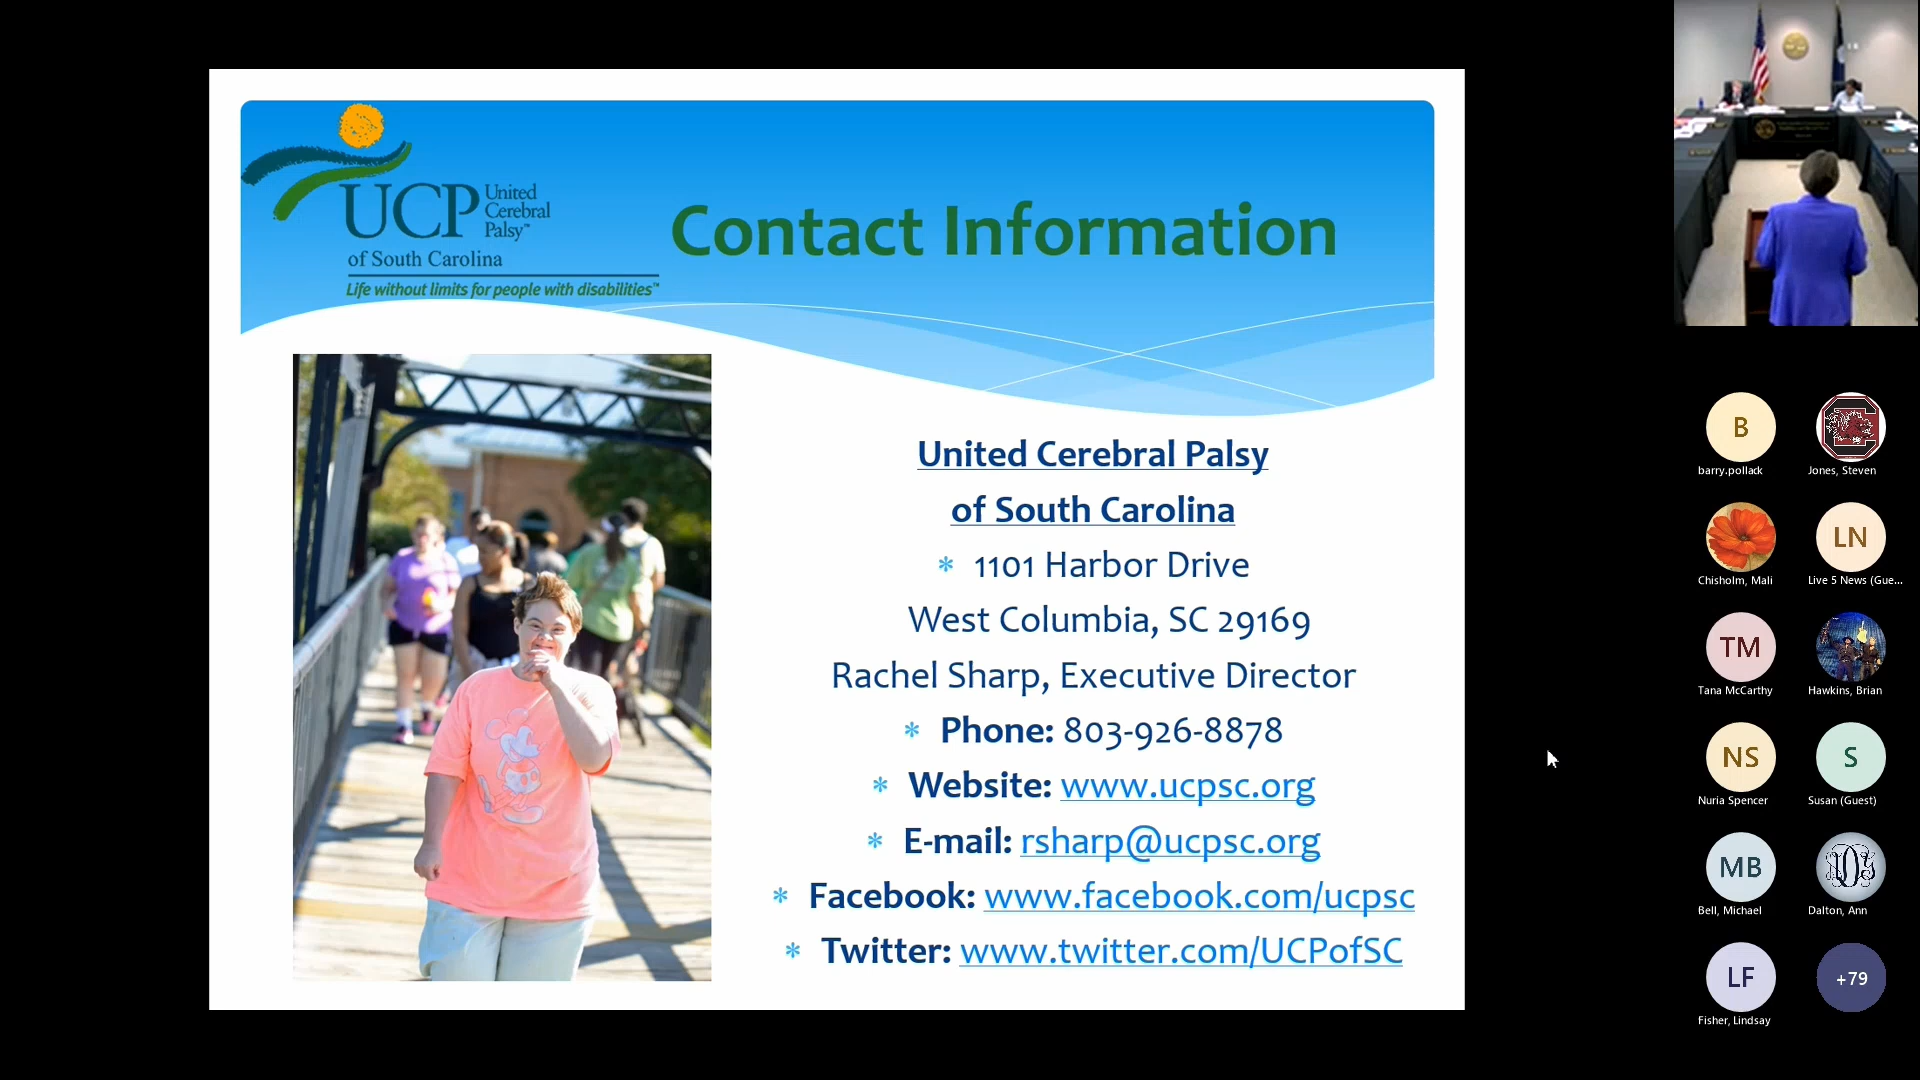 UCP United
Cerebral
Palsy™
of South Carolina
Life without limits for people with disabilities™
Contact Information
United Cerebral Palsy
of South Carolina
* 1101 Harbor Drive
West Columbia, SC 29169
Rachel Sharp, Executive Director
* Phone: 803-926-8878
* Website: www.ucpsc.org
* E-mail: rsharp@ucpsc.org
* Facebook: www.facebook.com/ucpsc
* Twitter: www.twitter.com/UCPofSC
B
barry.pollack
Jones, Steven
Chisholm, Mali
LN
Live 5 News (Gue...
TM
Tana McCarthy
Hawkins, Brian
NS
Nuria Spencer
S
Susan (Guest)
MB
Bell, Michael
Dalton, Ann
LF
Fisher, Lindsay
+79